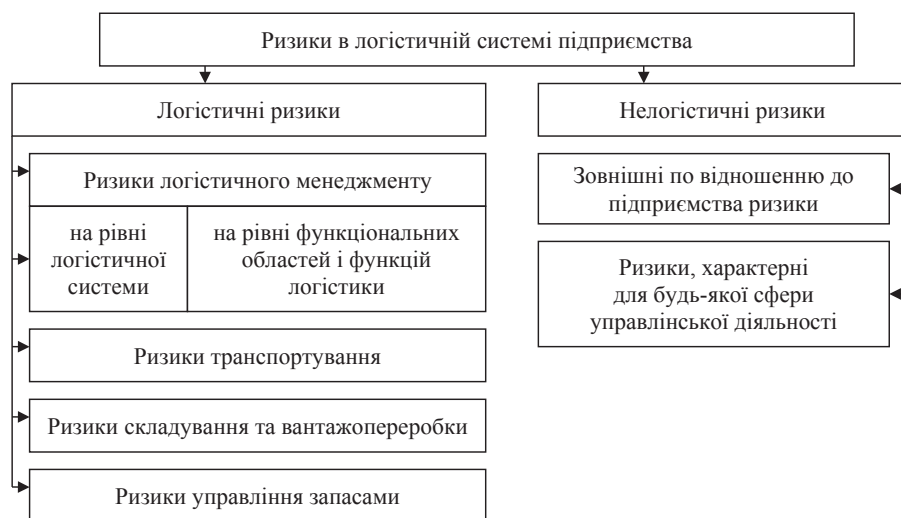 Ризики в логістичній системі підприємства
Логістичні ризики
Ризики логістичного менеджменту
на рівні
логістичної
системи
на рівні функціональних
областей і функцій
логістики
Ризики транспортування
Ризики складування та вантажопереробки
Ризики управління запасами
Нелогістичні ризики
Зовнішні по відношенню до
підприємства ризики
Ризики, характерні
для будь-якої сфери
управлінської діяльності